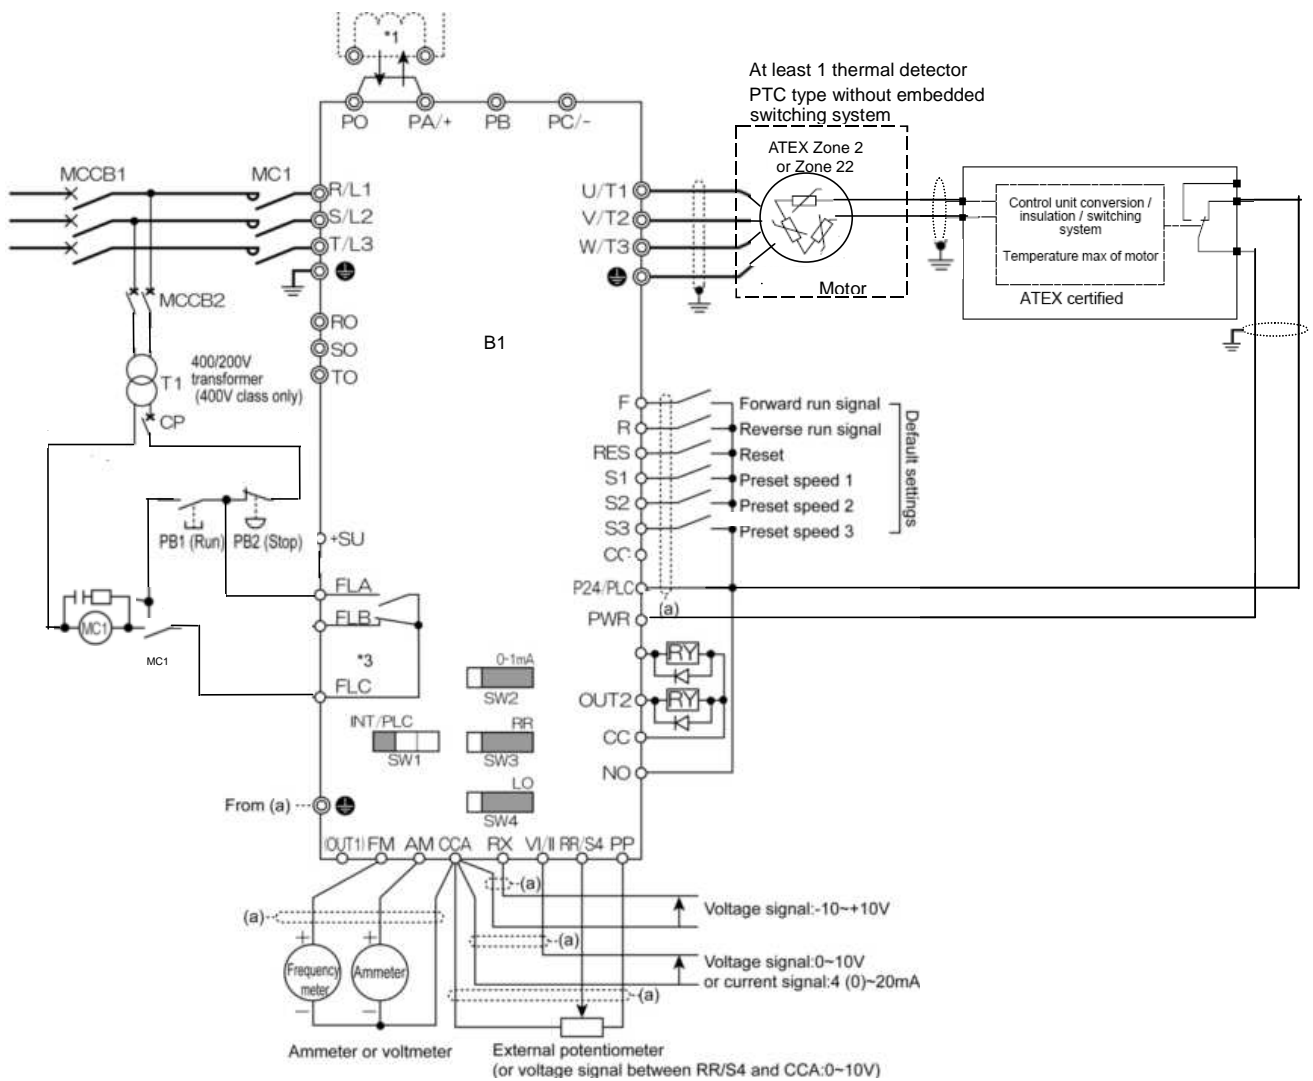 *1
At least 1 thermal detector
PTC type without embedded
switching system
PO PA/+ PB PC/-
ATEX Zone 2
or Zone 22
MCCB1 MC1
R/L1
S/L2
T/L3
U/T1
V/T2
W/T3
Motor
Control unit conversion /
insulation / switching
system
Temperature max of motor
ATEX certified
MCCB2
RO
SO
TO
B1
T1
400/200V
transformer
(400V class only)
CP
F
R
RES
S1
S2
S3
CC
P24/PLC
PWR
(a)
Forward run signal
Reverse run signal
Reset
Preset speed 1
Preset speed 2
Preset speed 3
Default settings
PB1 (Run) PB2 (Stop)
+SU
FLA
FLB
*3
FLC
MC1
MC1
0-1mA
SW2
INT/PLC
SW1
RR
SW3
LO
SW4
RY
OUT2
RY
CC
NO
From (a)
(OUT1) FM AM CCA RX VI/II RR/S4 PP
(a)
(a)
(a)
(a)
Voltage signal:-10~+10V
Voltage signal:0~10V
or current signal:4 (0)~20mA
+
Frequency
meter
−
+
Ammeter
−
Ammeter or voltmeter
External potentiometer
(or voltage signal between RR/S4 and CCA:0~10V)